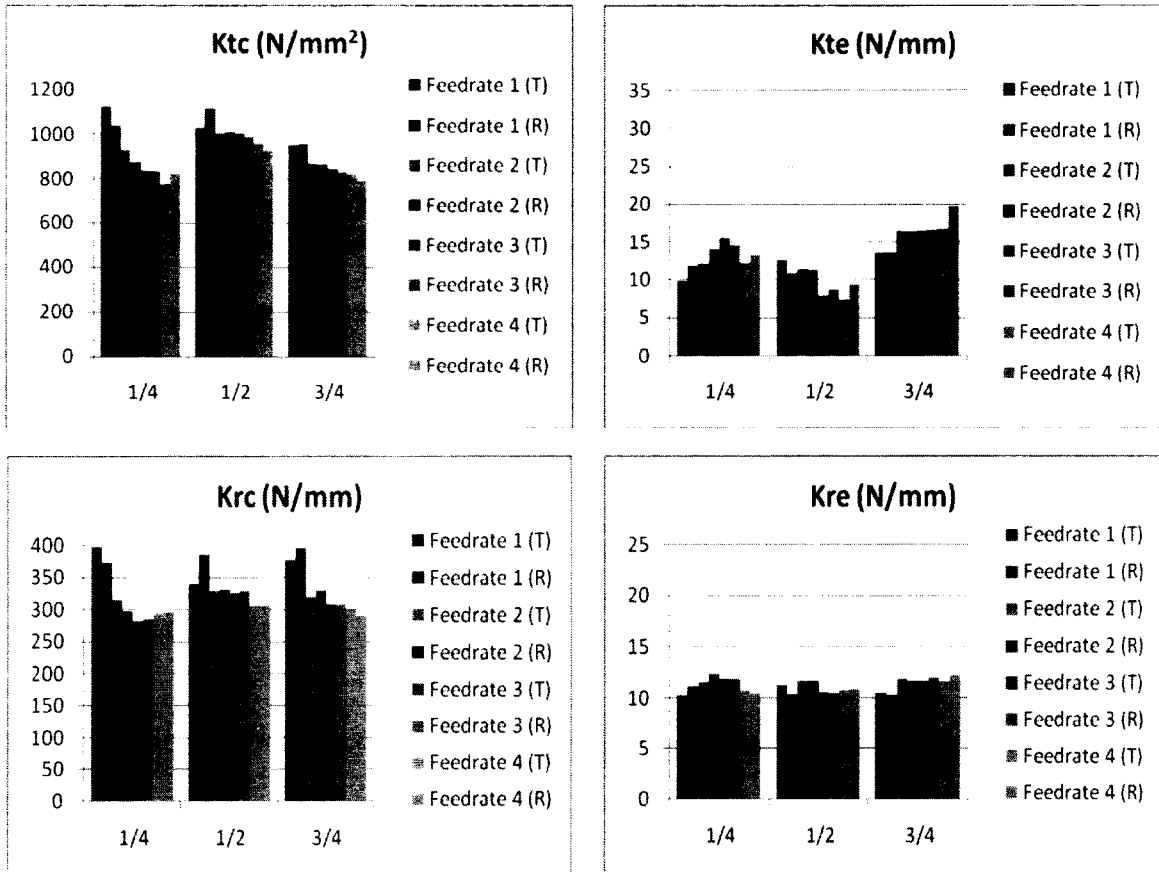 Ktc (N/mm²)
1200
1000
800
600
400
200
0
1/4
1/2
3/4
Feedrate 1 (T)
Feedrate 1 (R)
Feedrate 2 (T)
Feedrate 2 (R)
Feedrate 3 (T)
Feedrate 3 (R)
Feedrate 4 (T)
Feedrate 4 (R)
Kte (N/mm)
35
30
25
20
15
10
5
0
1/4
1/2
3/4
Feedrate 1 (T)
Feedrate 1 (R)
Feedrate 2 (T)
Feedrate 2 (R)
Feedrate 3 (T)
Feedrate 3 (R)
Feedrate 4 (T)
Feedrate 4 (R)
Krc (N/mm)
400
350
300
250
200
150
100
50
0
1/4
1/2
3/4
Feedrate 1 (T)
Feedrate 1 (R)
Feedrate 2 (T)
Feedrate 2 (R)
Feedrate 3 (T)
Feedrate 3 (R)
Feedrate 4 (T)
Feedrate 4 (R)
Kre (N/mm)
25
20
15
10
5
0
1/4
1/2
3/4
Feedrate 1 (T)
Feedrate 1 (R)
Feedrate 2 (T)
Feedrate 2 (R)
Feedrate 3 (T)
Feedrate 3 (R)
Feedrate 4 (T)
Feedrate 4 (R)